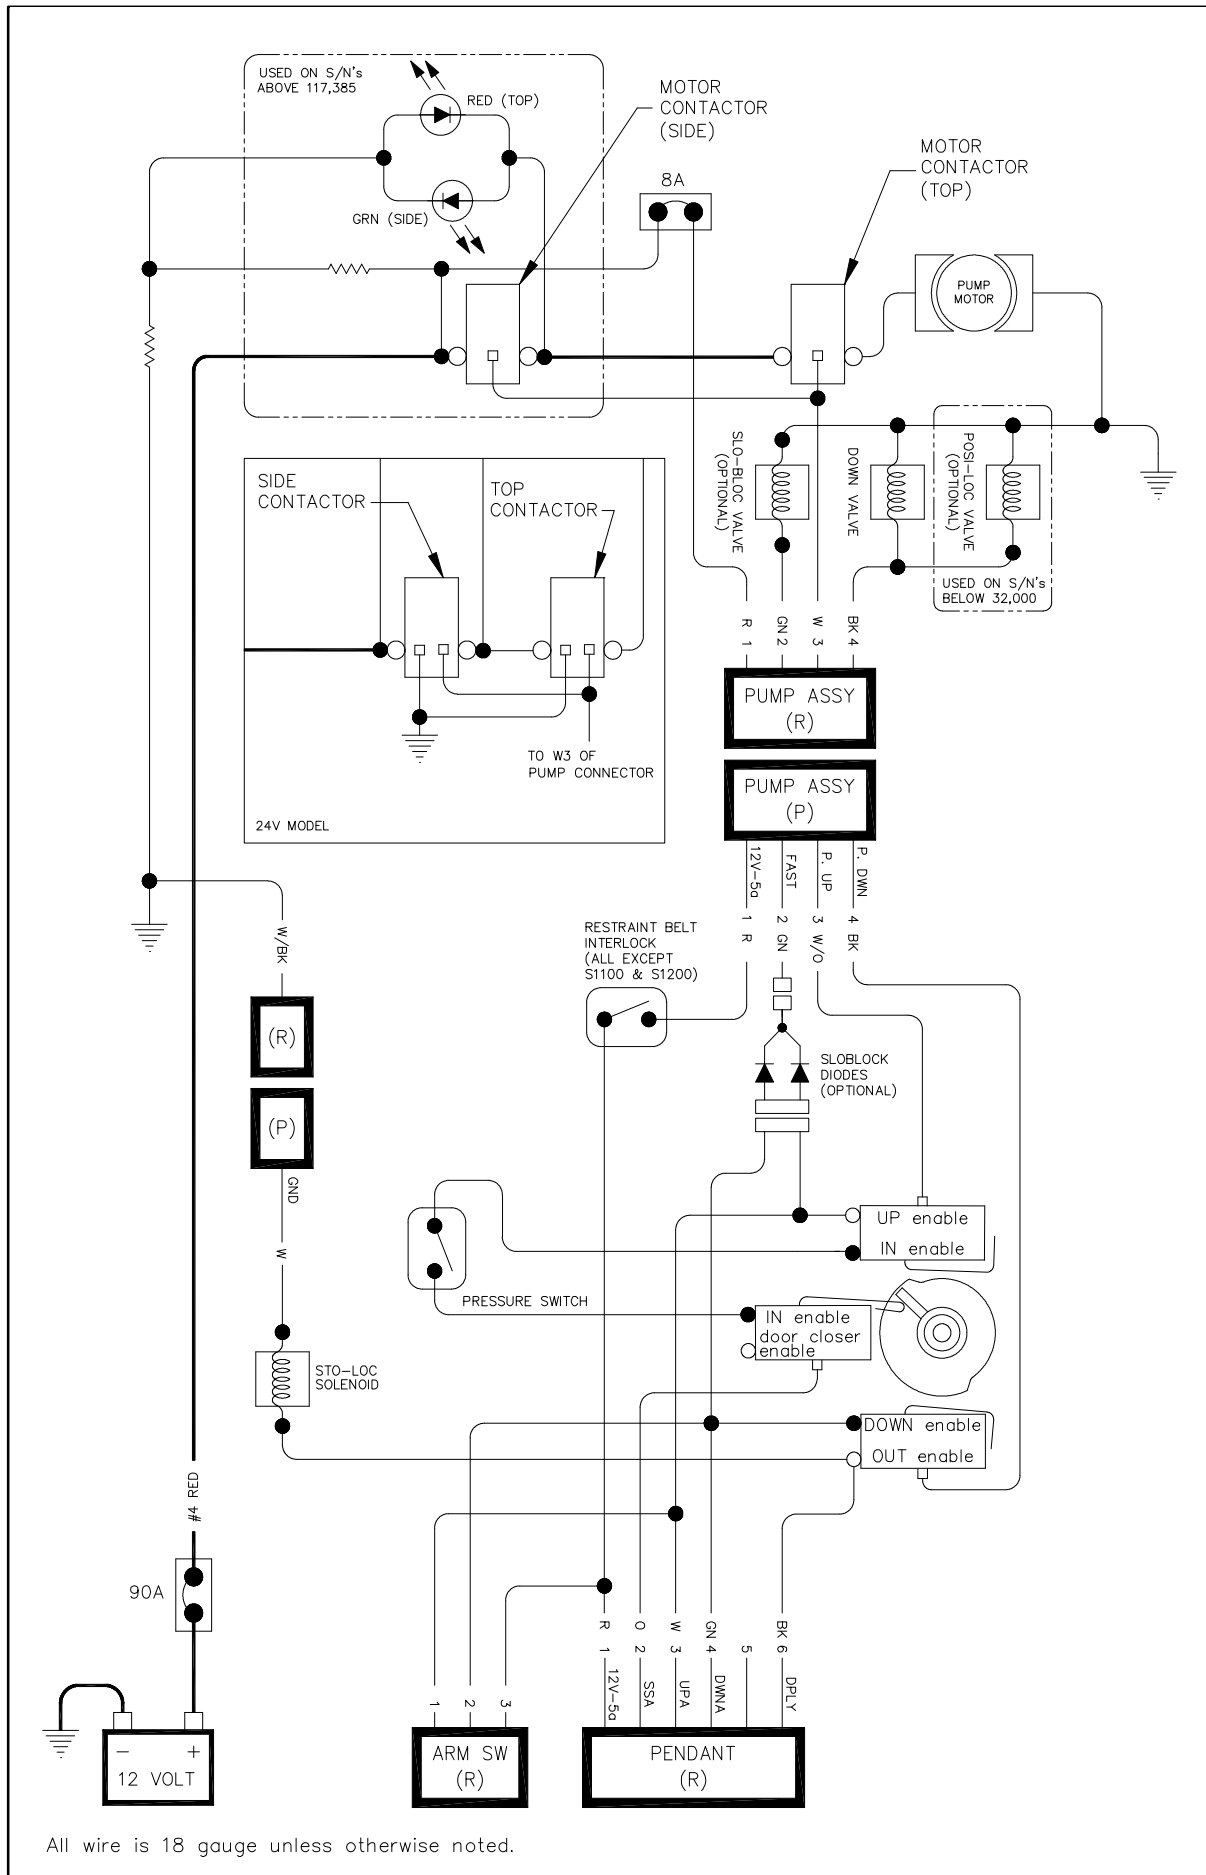 USED ON S/N's
ABOVE 117,385
RED (TOP)
GRN (SIDE)
MOTOR
CONTACTOR
(SIDE)
8A
MOTOR
CONTACTOR
(TOP)
PUMP
MOTOR
SLO-BLOC VALVE
(OPTIONAL)
DOWN VALVE
POSI-LOC VALVE
(OPTIONAL)
USED ON S/N's
BELOW 32,000
SIDE
CONTACTOR
TOP
CONTACTOR
TO W3 OF
PUMP CONNECTOR
24V MODEL
R 1
GN 2
W 3
BK 4
PUMP ASSY
(R)
PUMP ASSY
(P)
12V-5a
FAST
P. UP
P. DWN
1 R
2 GN
3 W/O
4 BK
W/BK
(R)
(P)
GND
W
RESTRAINT BELT
INTERLOCK
(ALL EXCEPT
S1100 & S1200)
SLOBLOCK
DIODES
(OPTIONAL)
UP enable
IN enable
PRESSURE SWITCH
IN enable
door closer
enable
STO-LOC
SOLENOID
DOWN enable
OUT enable
#4 RED
90A
R 1
O 2
W 3
GN 4
5
BK 6
12V-5a
SSA
UPA
DWNA
DPLY
1
2
3
- +
12 VOLT
ARM SW
(R)
PENDANT
(R)
All wire is 18 gauge unless otherwise noted.